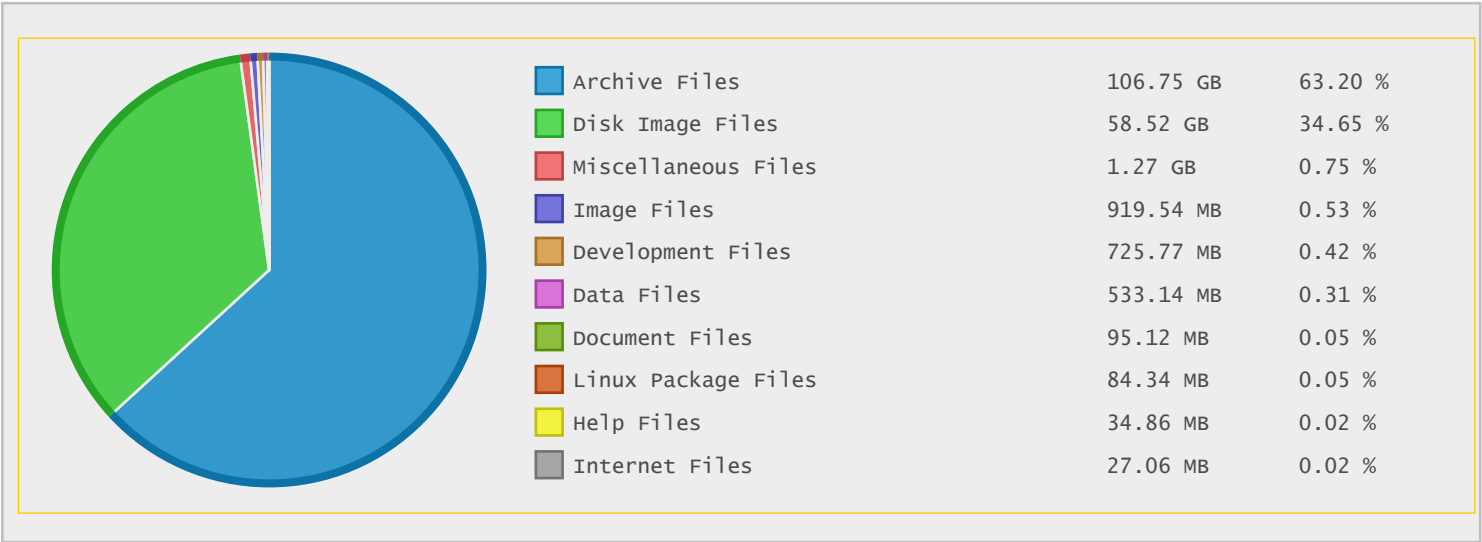 Archive Files 106.75 GB 63.20 %
Disk Image Files 58.52 GB 34.65 %
Miscellaneous Files 1.27 GB 0.75 %
Image Files 919.54 MB 0.53 %
Development Files 725.77 MB 0.42 %
Data Files 533.14 MB 0.31 %
Document Files 95.12 MB 0.05 %
Linux Package Files 84.34 MB 0.05 %
Help Files 34.86 MB 0.02 %
Internet Files 27.06 MB 0.02 %